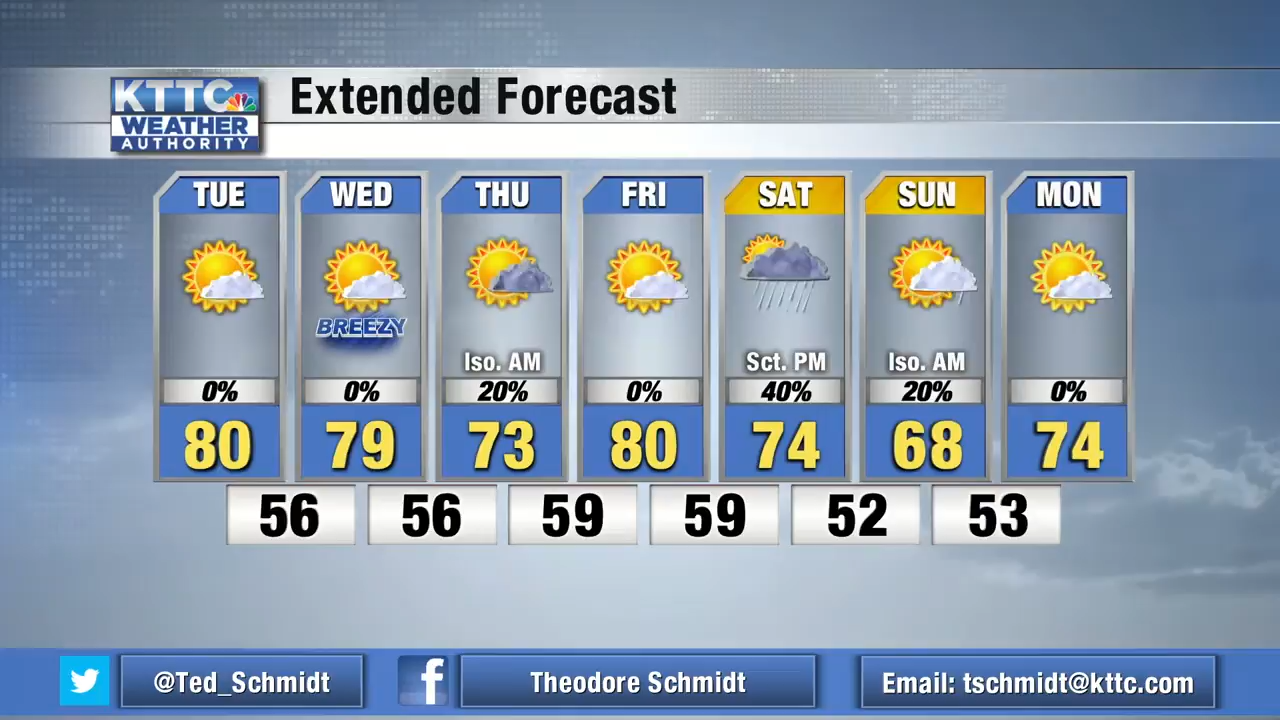 KTTC
WEATHER
AUTHORITY
Extended Forecast
TUE WED THU FRI SAT SUN MON
BREEZY
Iso. AM Sct. PM Iso. AM
0% 0% 20% 0% 40% 20% 0%
80 79 73 80 74 68 74
56 56 59 59 52 53
@Ted_Schmidt Theodore Schmidt Email: tschmidt@kttc.com